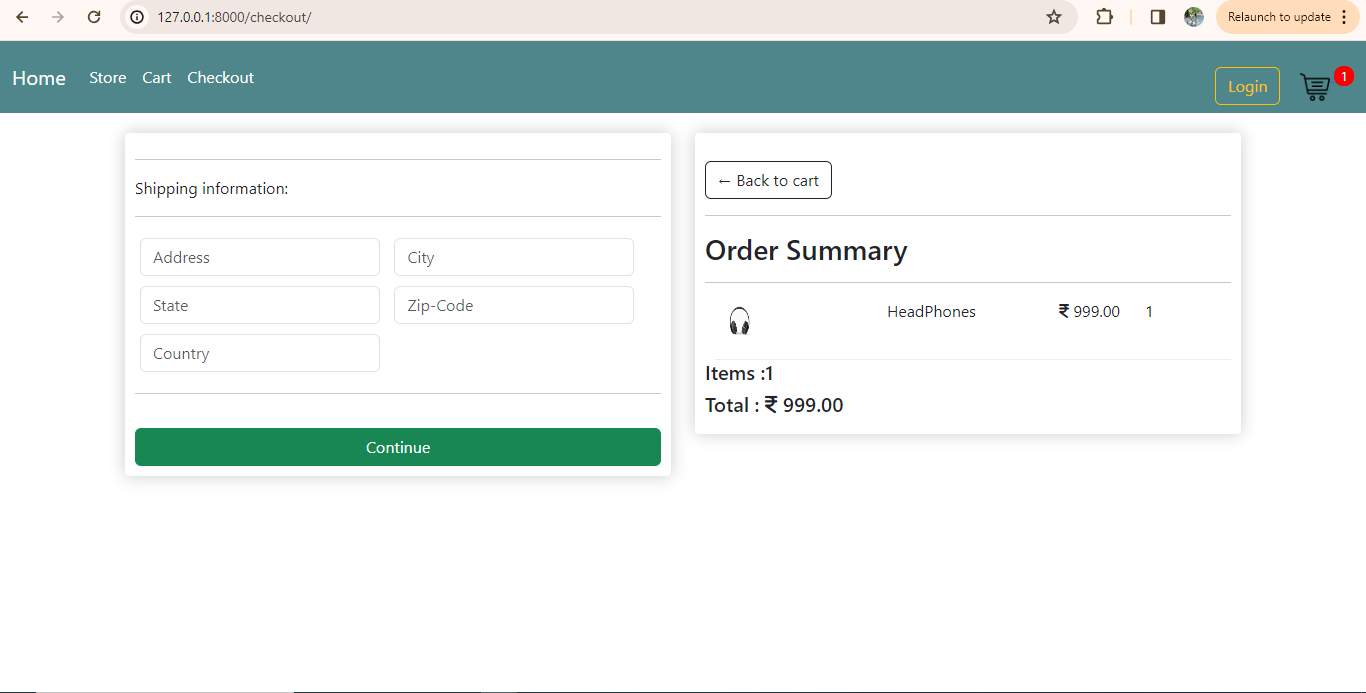 127.0.0.1:8000/checkout/
Relaunch to update
Home Store Cart Checkout
Login
1
Shipping information:
Address City
State Zip-Code
Country
Continue
← Back to cart
Order Summary
HeadPhones ₹ 999.00 1
Items :1
Total : ₹ 999.00